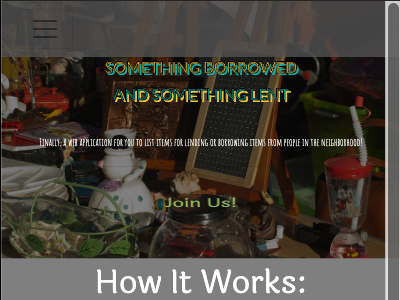 SOMETHING BORROWED
AND SOMETHING LENT
Finally, a web application for you to list items for lending or borrowing items from people in the neighborhood!
Join Us!
How It Works: